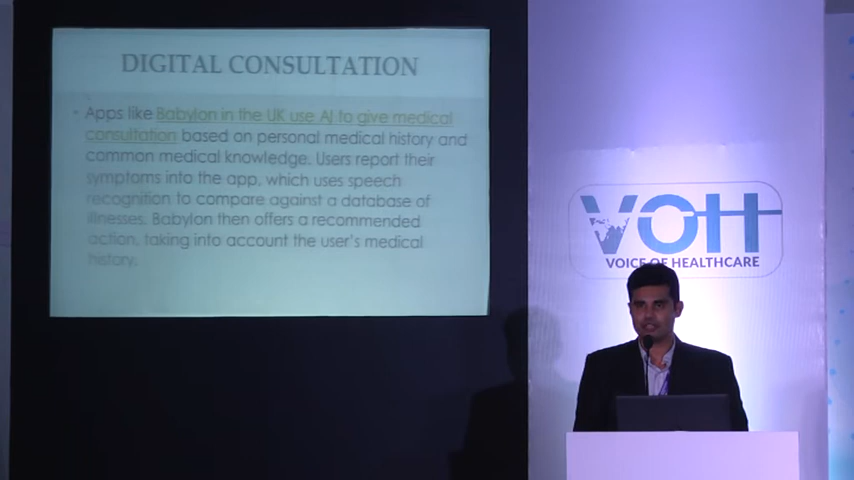 DIGITAL CONSULTATION
• Apps like Babylon in the UK use AI to give medical
consultation based on personal medical history and
common medical knowledge. Users report their
symptoms into the app, which uses speech
recognition to compare against a database of
illnesses. Babylon then offers a recommended
action, taking into account the user's medical
history.
VOH
VOICE OF HEALTHCARE